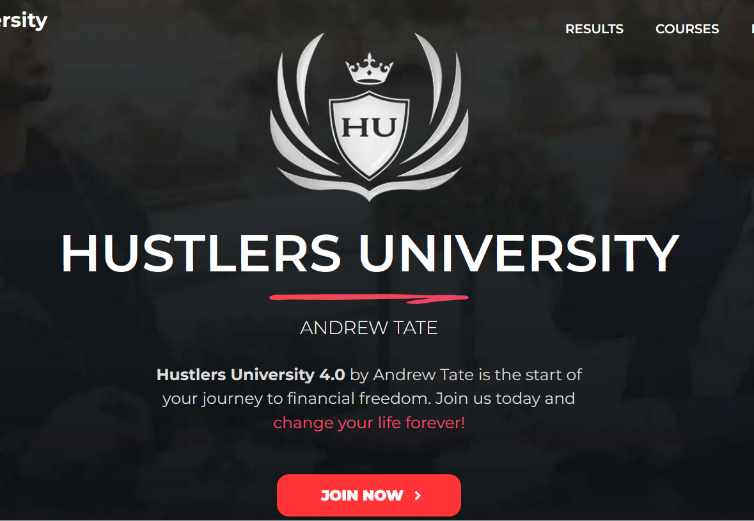 ersity
RESULTS COURSES
HU
HUSTLERS UNIVERSITY
ANDREW TATE
Hustlers University 4.0 by Andrew Tate is the start of
your journey to financial freedom. Join us today and
change your life forever!
JOIN NOW